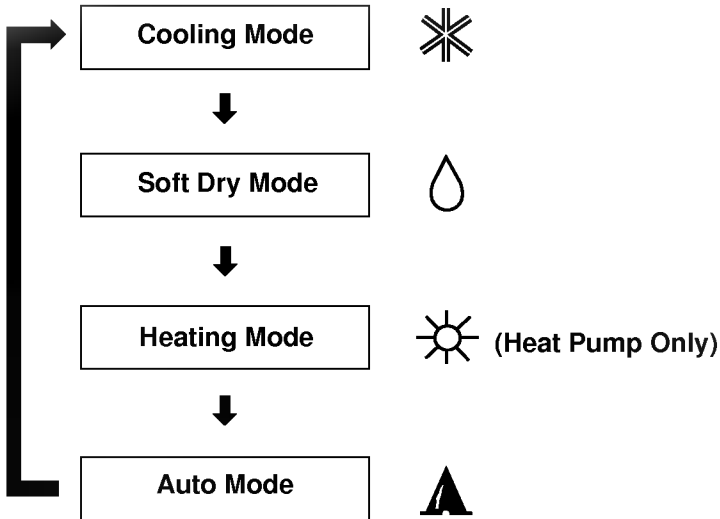 Cooling Mode
Soft Dry Mode
Heating Mode
(Heat Pump Only)
Auto Mode